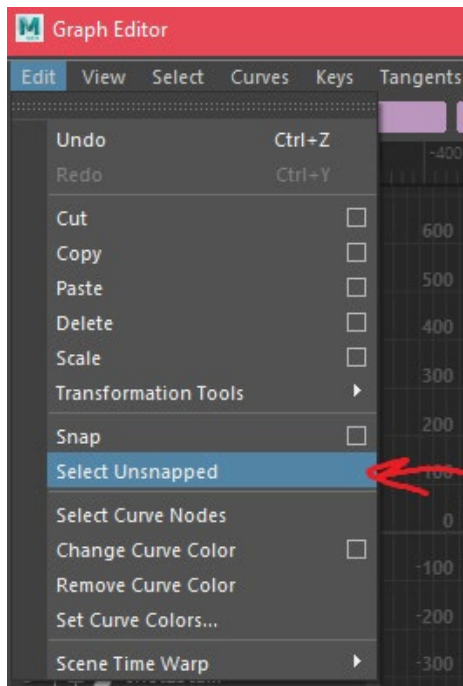 Graph Editor
Edit View Select Curves Keys Tangents
Undo Ctrl+Z
-400
Redo Ctrl+Y
Cut
600
Copy
Paste
500
Delete
400
Scale
300
Transformation Tools
Snap
200
Select Unsnapped
100
Select Curve Nodes
0
Change Curve Color
-100
Remove Curve Color
Set Curve Colors...
-200
Scene Time Warp
-300